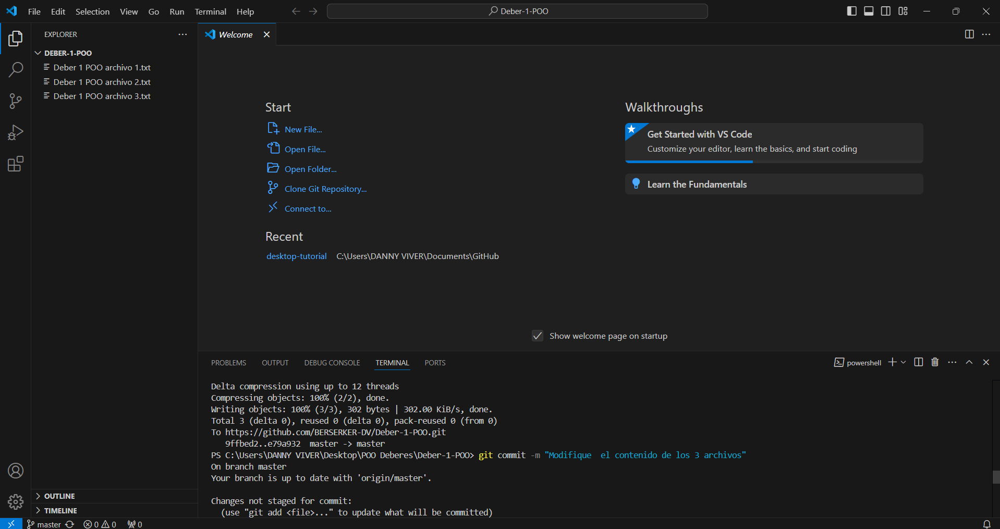 File Edit Selection View Go Run Terminal Help
Deber-1-POO
EXPLORER
DEBER-1-POO
Deber 1 POO archivo 1.txt
Deber 1 POO archivo 2.txt
Deber 1 POO archivo 3.txt
OUTLINE
TIMELINE
Welcome
Start
New File...
Open File...
Open Folder...
Clone Git Repository...
Connect to...
Recent
desktop-tutorial C:\Users\DANNY VIVER\Documents\GitHub
Walkthroughs
Get Started with VS Code
Customize your editor, learn the basics, and start coding
Learn the Fundamentals
Show welcome page on startup
PROBLEMS OUTPUT DEBUG CONSOLE TERMINAL PORTS
powershell
Delta compression using up to 12 threads
Compressing objects: 100% (2/2), done.
Writing objects: 100% (3/3), 302 bytes | 302.00 KiB/s, done.
Total 3 (delta 0), reused 0 (delta 0), pack-reused 0 (from 0)
To https://github.com/BERSERKER-DV/Deber-1-POO.git
   9ffbed2..e79a932  master -> master
PS C:\Users\DANNY VIVER\Desktop\POO Deberes\Deber-1-POO> git commit -m "Modifique  el contenido de los 3 archivos"
On branch master
Your branch is up to date with 'origin/master'.
Changes not staged for commit:
  (use "git add <file>..." to update what will be committed)
master 0 0 0